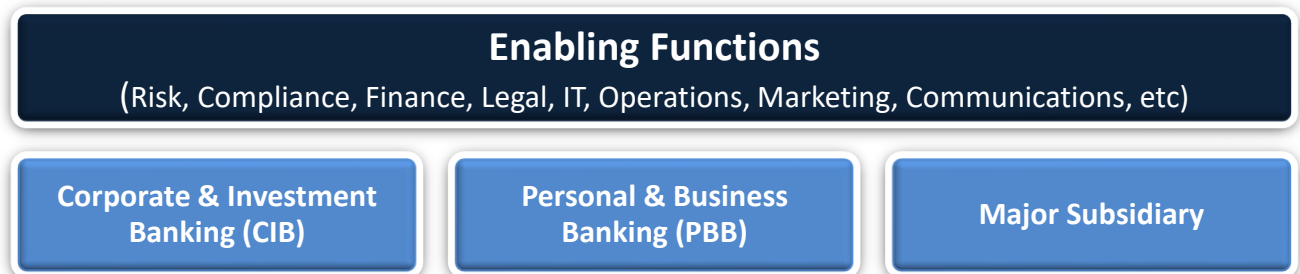 Enabling Functions
(Risk, Compliance, Finance, Legal, IT, Operations, Marketing, Communications, etc)
Corporate & Investment
Banking (CIB)
Personal & Business
Banking (PBB)
Major Subsidiary